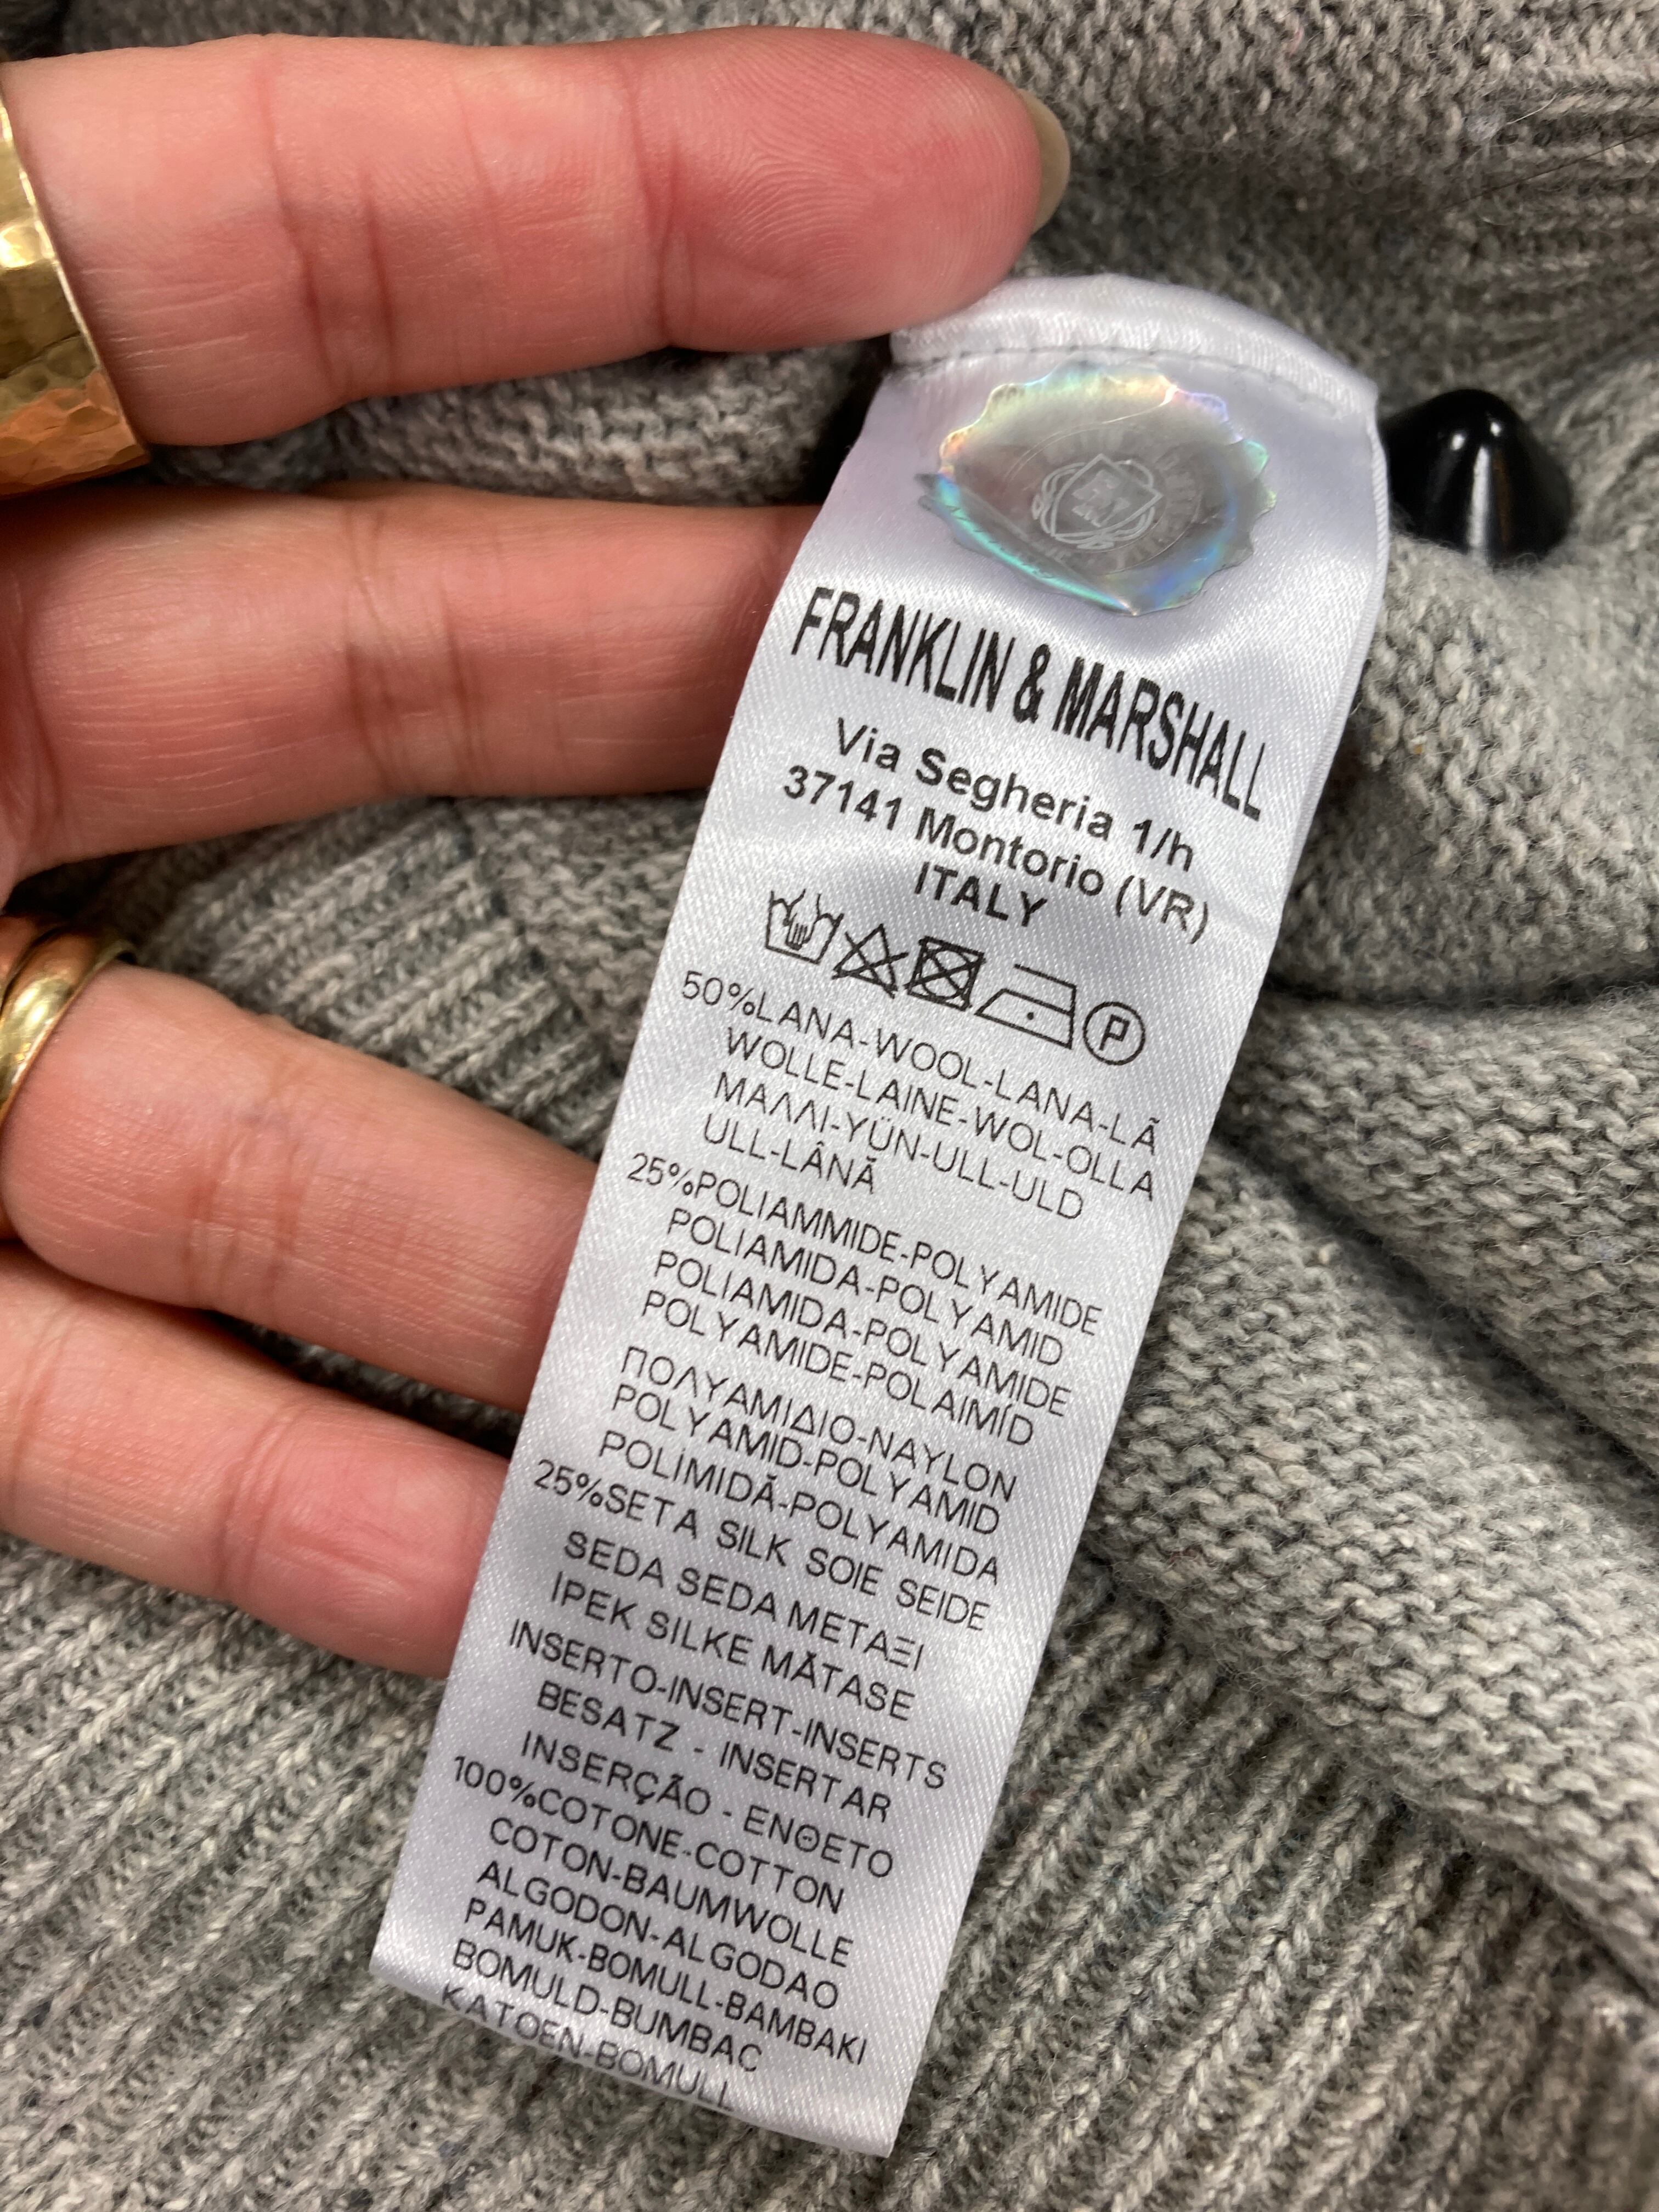 FRANKLIN & MARSHALL
Via Segheria 1/h
37141 Montorio (VR)
ITALY
P
50%LANA-WOOL-LANA-LÃ
WOLLE-LAINE-WOL-OLLA
ΜΑΛΛΙ-YÜN-ULL-ULD
ULL-LÂNĂ
25%POLIAMMIDE-POLYAMIDE
POLIAMIDA-POLYAMID
POLIAMIDA-POLYAMIDE
POLYAMIDE-POLAIMÍD
ΠΟΛΥΑΜΙΔΙΟ-NAYLON
POLYAMID-POLYAMID
POLİMIDĂ-POLYAMIDA
25%SETA SILK SOIE SEIDE
SEDA SEDA ΜΕΤΑΞΙ
İPEK SILKE MĂTASE
INSERTO-INSERT-INSERTS
BESATZ - INSERTAR
INSERÇÃO - ΕΝΘΕΤΟ
100%COTONE-COTTON
COTON-BAUMWOLLE
ALGODON-ALGODAO
PAMUK-BOMULL-BAMBAKI
BOMULD-BUMBAC
KATOEN-BOMULL